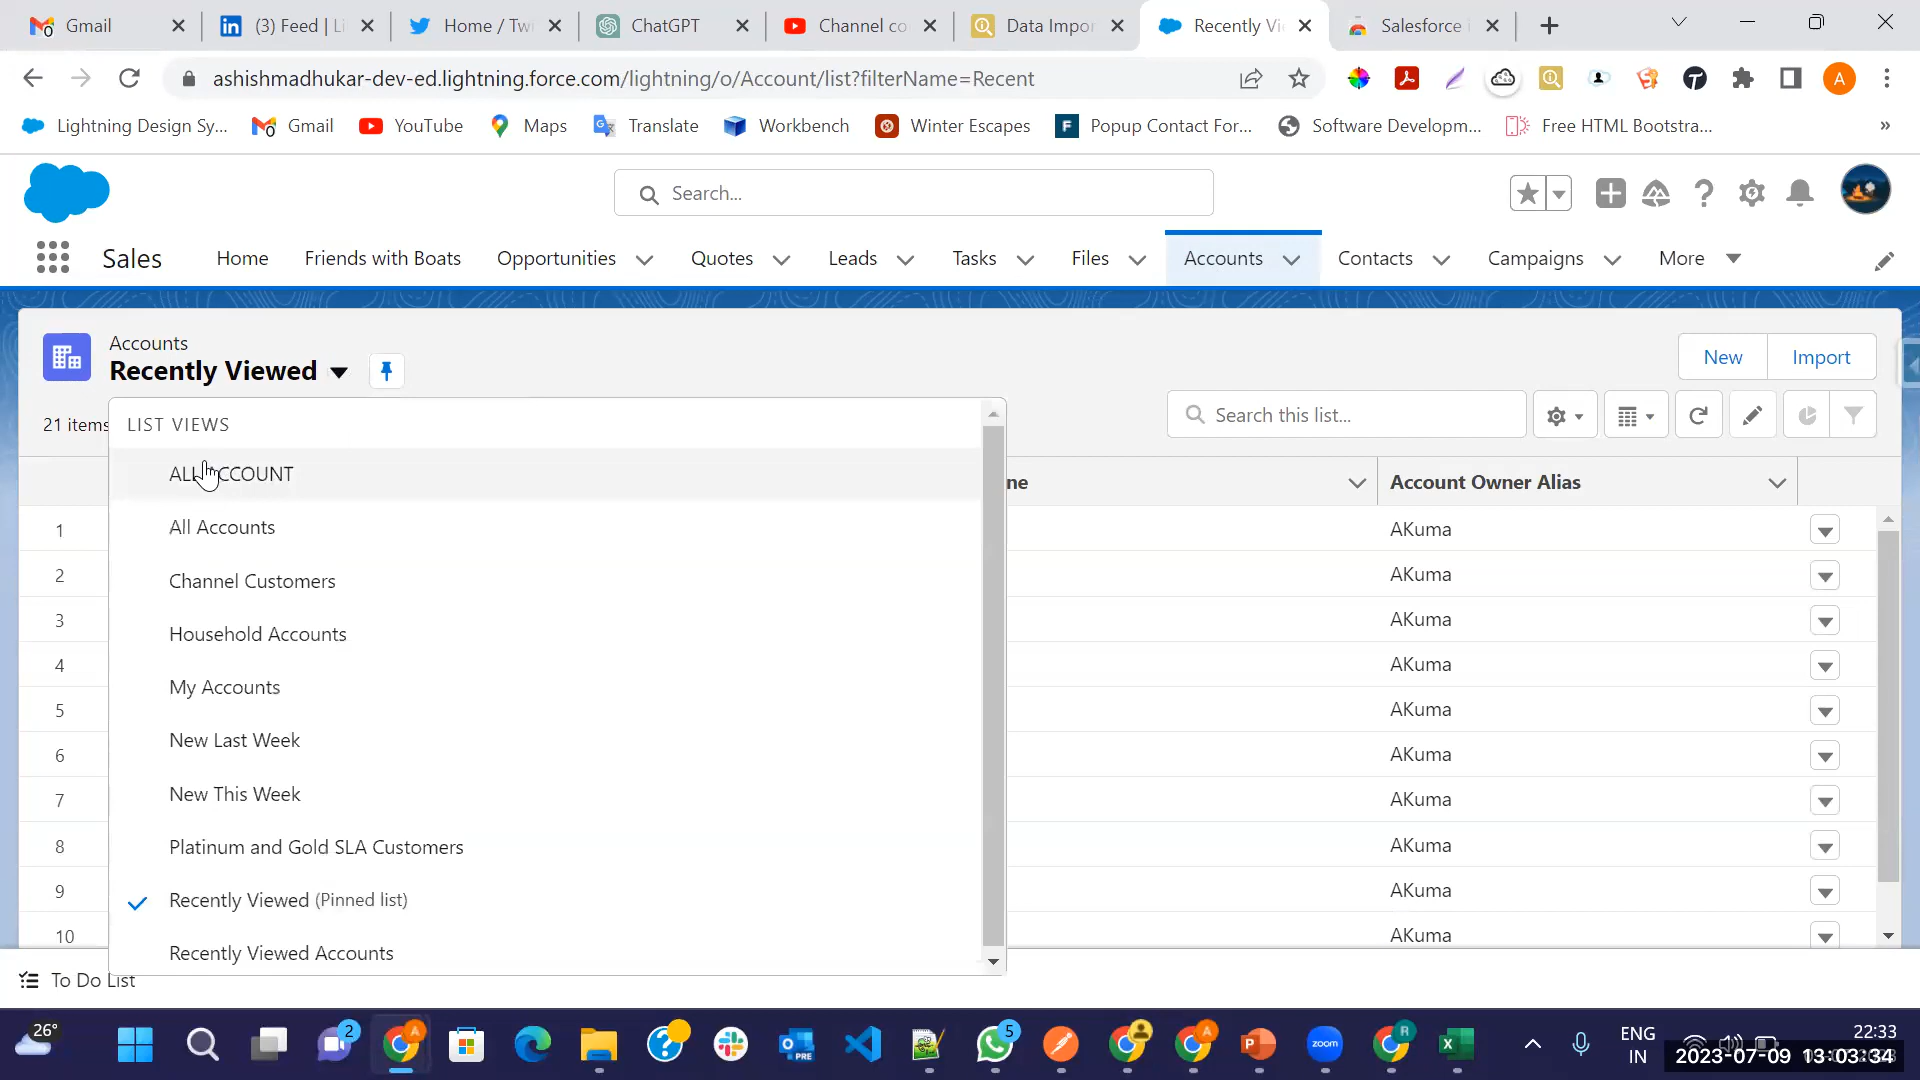 Gmail
(3) Feed | Li
Home / Twi
ChatGPT
Channel co
Data Impor
Recently Vi
Salesforce i
ashishmadhukar-dev-ed.lightning.force.com/lightning/o/Account/list?filterName=Recent
Lightning Design Sy...
Gmail
YouTube
Maps
Translate
Workbench
Winter Escapes
Popup Contact For...
Software Developm...
Free HTML Bootstra...
»
Search...
Sales
Home
Friends with Boats
Opportunities
Quotes
Leads
Tasks
Files
Accounts
Contacts
Campaigns
More
Accounts
Recently Viewed
New
Import
21 items
Search this list...
LIST VIEWS
ALL ACCOUNT
All Accounts
Channel Customers
Household Accounts
My Accounts
New Last Week
New This Week
Platinum and Gold SLA Customers
Recently Viewed (Pinned list)
Recently Viewed Accounts
ne
Account Owner Alias
1 AKuma
2 AKuma
3 AKuma
4 AKuma
5 AKuma
6 AKuma
7 AKuma
8 AKuma
9 AKuma
10 AKuma
To Do List
26°
2
A
5
A
R
PRE
zoom
ENG
IN
22:33
2023-07-09 13:03:34